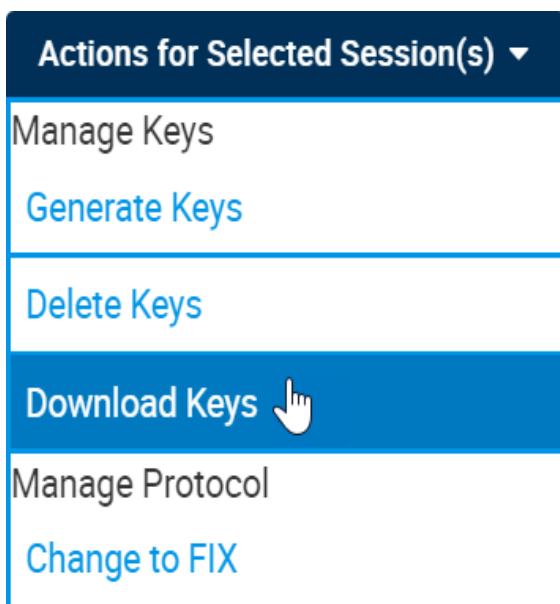 Actions for Selected Session(s)
Manage Keys
Generate Keys
Delete Keys
Download Keys
Manage Protocol
Change to FIX